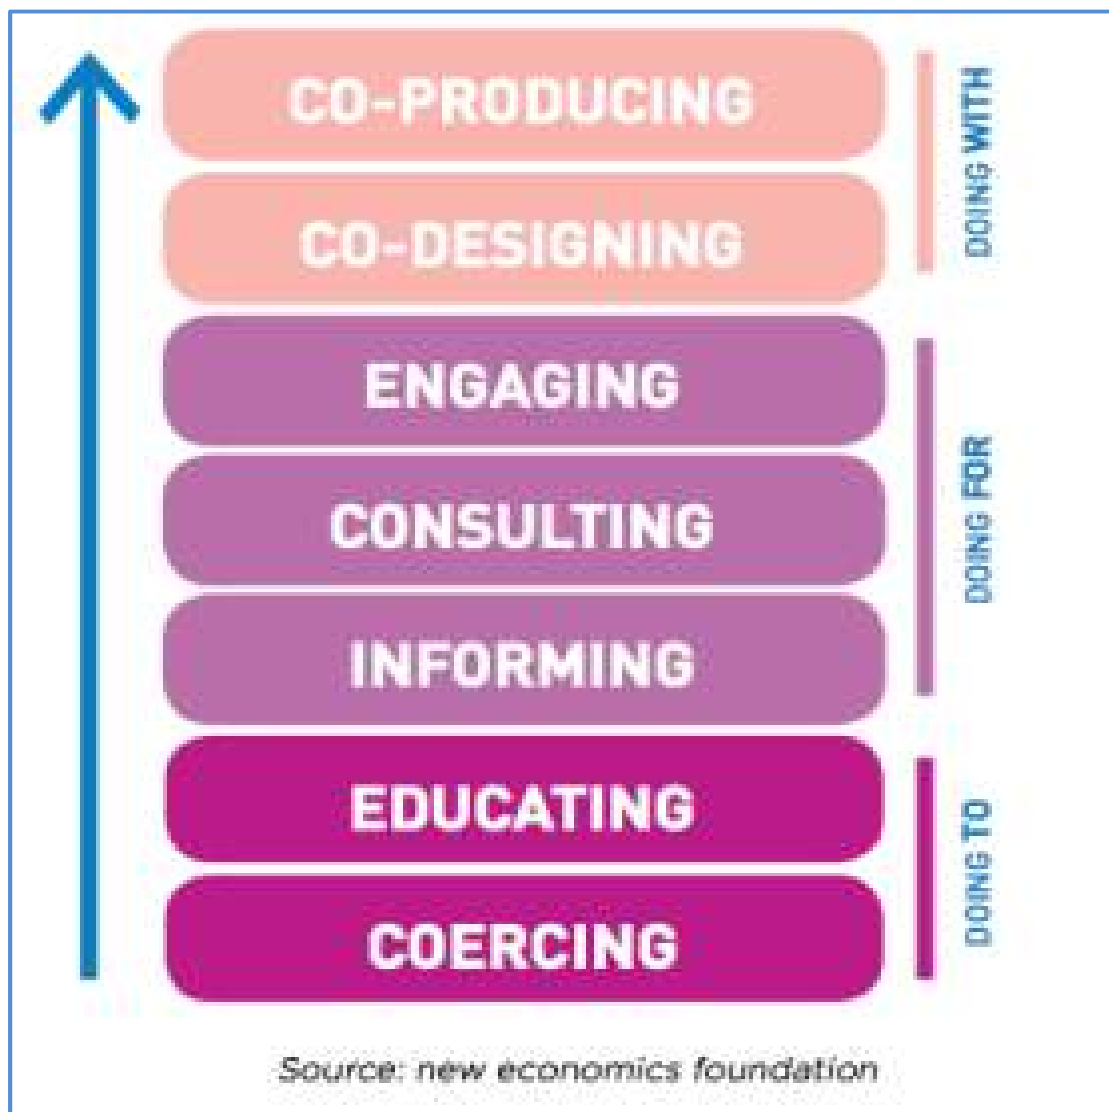 CO-PRODUCING
CO-DESIGNING
DOING WITH
ENGAGING
CONSULTING
INFORMING
DOING FOR
EDUCATING
COERCING
DOING TO
Source: new economics foundation